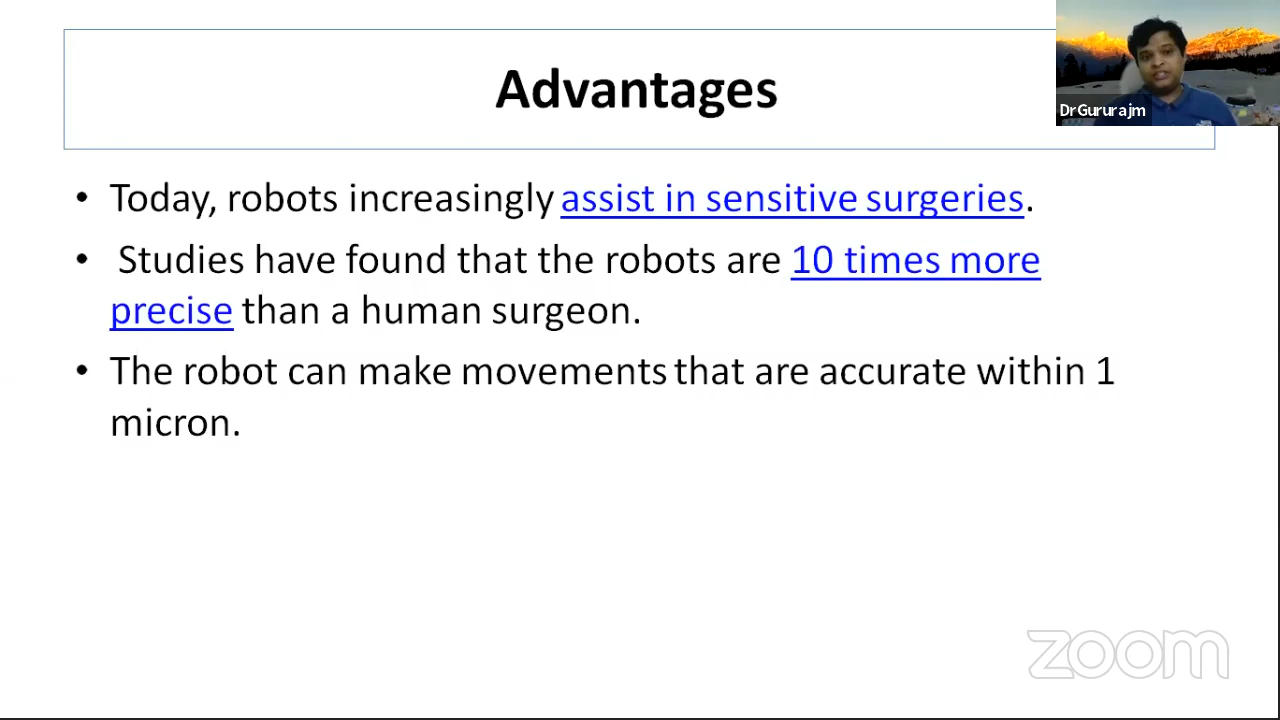 Advantages
DrGururajm
• Today, robots increasingly assist in sensitive surgeries.
• Studies have found that the robots are 10 times more
precise than a human surgeon.
• The robot can make movements that are accurate within 1
micron.
zoom